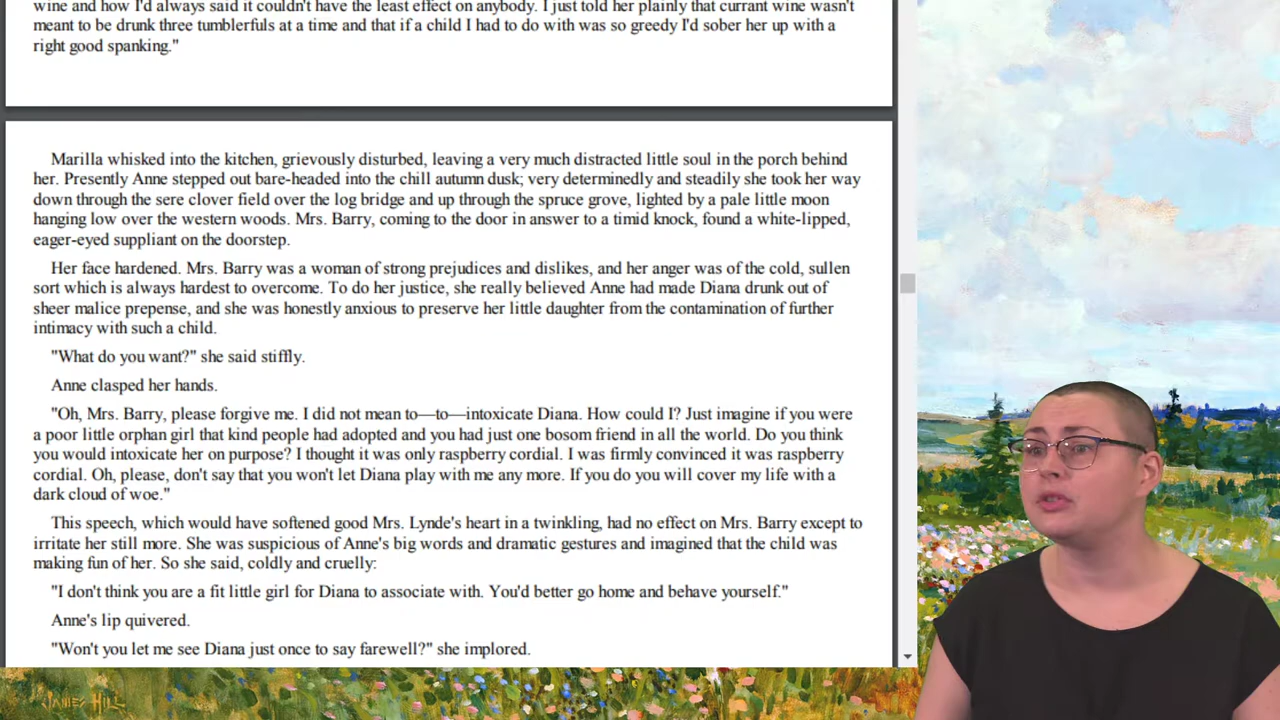 wine and how I'd always said it couldn't have the least effect on anybody. I just told her plainly that currant wine wasn't
meant to be drunk three tumblerfuls at a time and that if a child I had to do with was so greedy I'd sober her up with a
right good spanking."
Marilla whisked into the kitchen, grievously disturbed, leaving a very much distracted little soul in the porch behind
her. Presently Anne stepped out bare-headed into the chill autumn dusk; very determinedly and steadily she took her way
down through the sere clover field over the log bridge and up through the spruce grove, lighted by a pale little moon
hanging low over the western woods. Mrs. Barry, coming to the door in answer to a timid knock, found a white-lipped,
eager-eyed suppliant on the doorstep.
Her face hardened. Mrs. Barry was a woman of strong prejudices and dislikes, and her anger was of the cold, sullen
sort which is always hardest to overcome. To do her justice, she really believed Anne had made Diana drunk out of
sheer malice prepense, and she was honestly anxious to preserve her little daughter from the contamination of further
intimacy with such a child.
"What do you want?" she said stiffly.
Anne clasped her hands.
"Oh, Mrs. Barry, please forgive me. I did not mean to—to—intoxicate Diana. How could I? Just imagine if you were
a poor little orphan girl that kind people had adopted and you had just one bosom friend in all the world. Do you think
you would intoxicate her on purpose? I thought it was only raspberry cordial. I was firmly convinced it was raspberry
cordial. Oh, please, don't say that you won't let Diana play with me any more. If you do you will cover my life with a
dark cloud of woe."
This speech, which would have softened good Mrs. Lynde's heart in a twinkling, had no effect on Mrs. Barry except to
irritate her still more. She was suspicious of Anne's big words and dramatic gestures and imagined that the child was
making fun of her. So she said, coldly and cruelly:
"I don't think you are a fit little girl for Diana to associate with. You'd better go home and behave yourself."
Anne's lip quivered.
"Won't you let me see Diana just once to say farewell?" she implored.
JAMES HILL